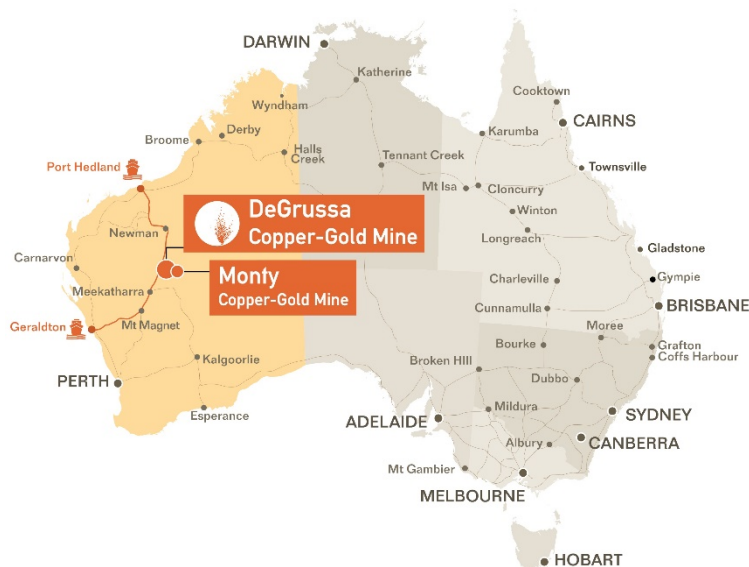 DARWIN
Katherine
Cooktown
Wyndham
CAIRNS
Broome
Derby
Karumba
Halls
Creek
Port Hedland
Tennant Creek
Townsville
Mt Isa
Cloncurry
DeGrussa
Copper-Gold Mine
Winton
Newman
Longreach
Gladstone
Carnarvon
Monty
Copper-Gold Mine
Charleville
Gympie
Meekatharra
Cunnamulla
BRISBANE
Geraldton
Mt Magnet
Moree
Bourke
Grafton
Coffs Harbour
Kalgoorlie
Broken HIll
PERTH
Dubbo
Esperance
Mildura
SYDNEY
ADELAIDE
Albury
CANBERRA
Mt Gambier
MELBOURNE
HOBART